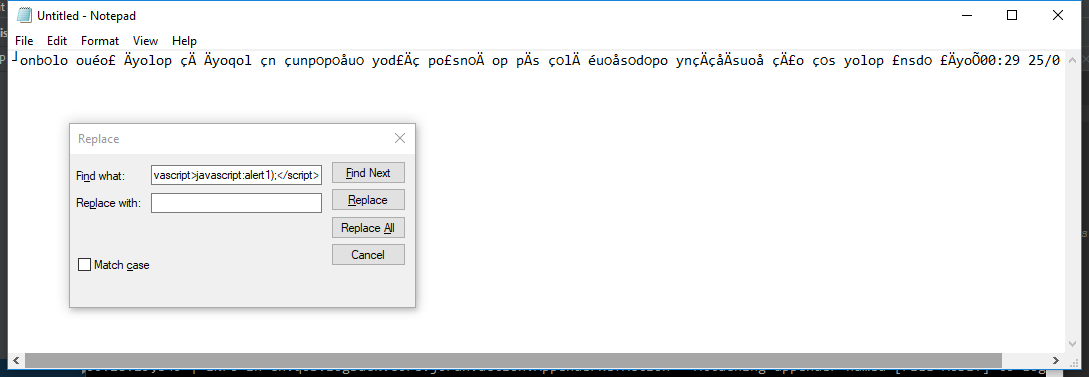 Untitled - Notepad
File Edit Format View Help
┘onbolo ouéo£ Äyolop çÄ Äyoqol çn çunpopoåuo yod£Äç po£snoÄ op pÄs çolÄ éuoåsodopo ynçÄçåÄsuoå çÄ£o ços yolop £nsdo £ÄyoÕ00:29 25/0
Replace
Find what: vascript>javascript:alert1);</script>
Find Next
Replace with:
Replace
Replace All
Match case
Cancel